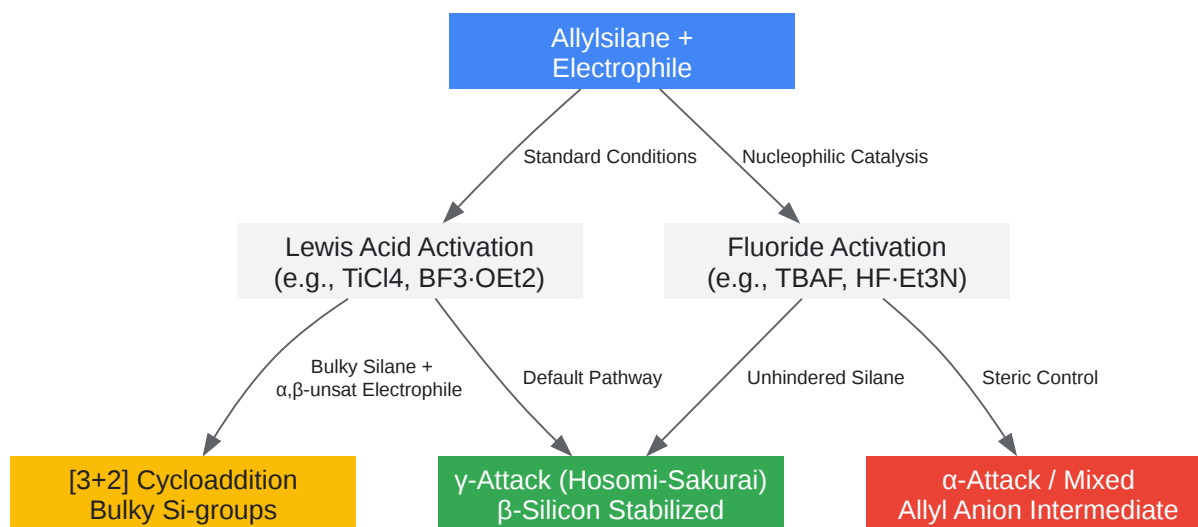 Allylsilane +
Electrophile
Standard Conditions
Nucleophilic Catalysis
Lewis Acid Activation
(e.g., TiCl4, BF3·OEt2)
Fluoride Activation
(e.g., TBAF, HF·Et3N)
Bulky Silane +
α,β-unsat Electrophile
Default Pathway
Unhindered Silane
Steric Control
[3+2] Cycloaddition
Bulky Si-groups
γ-Attack (Hosomi-Sakurai)
β-Silicon Stabilized
α-Attack / Mixed
Allyl Anion Intermediate